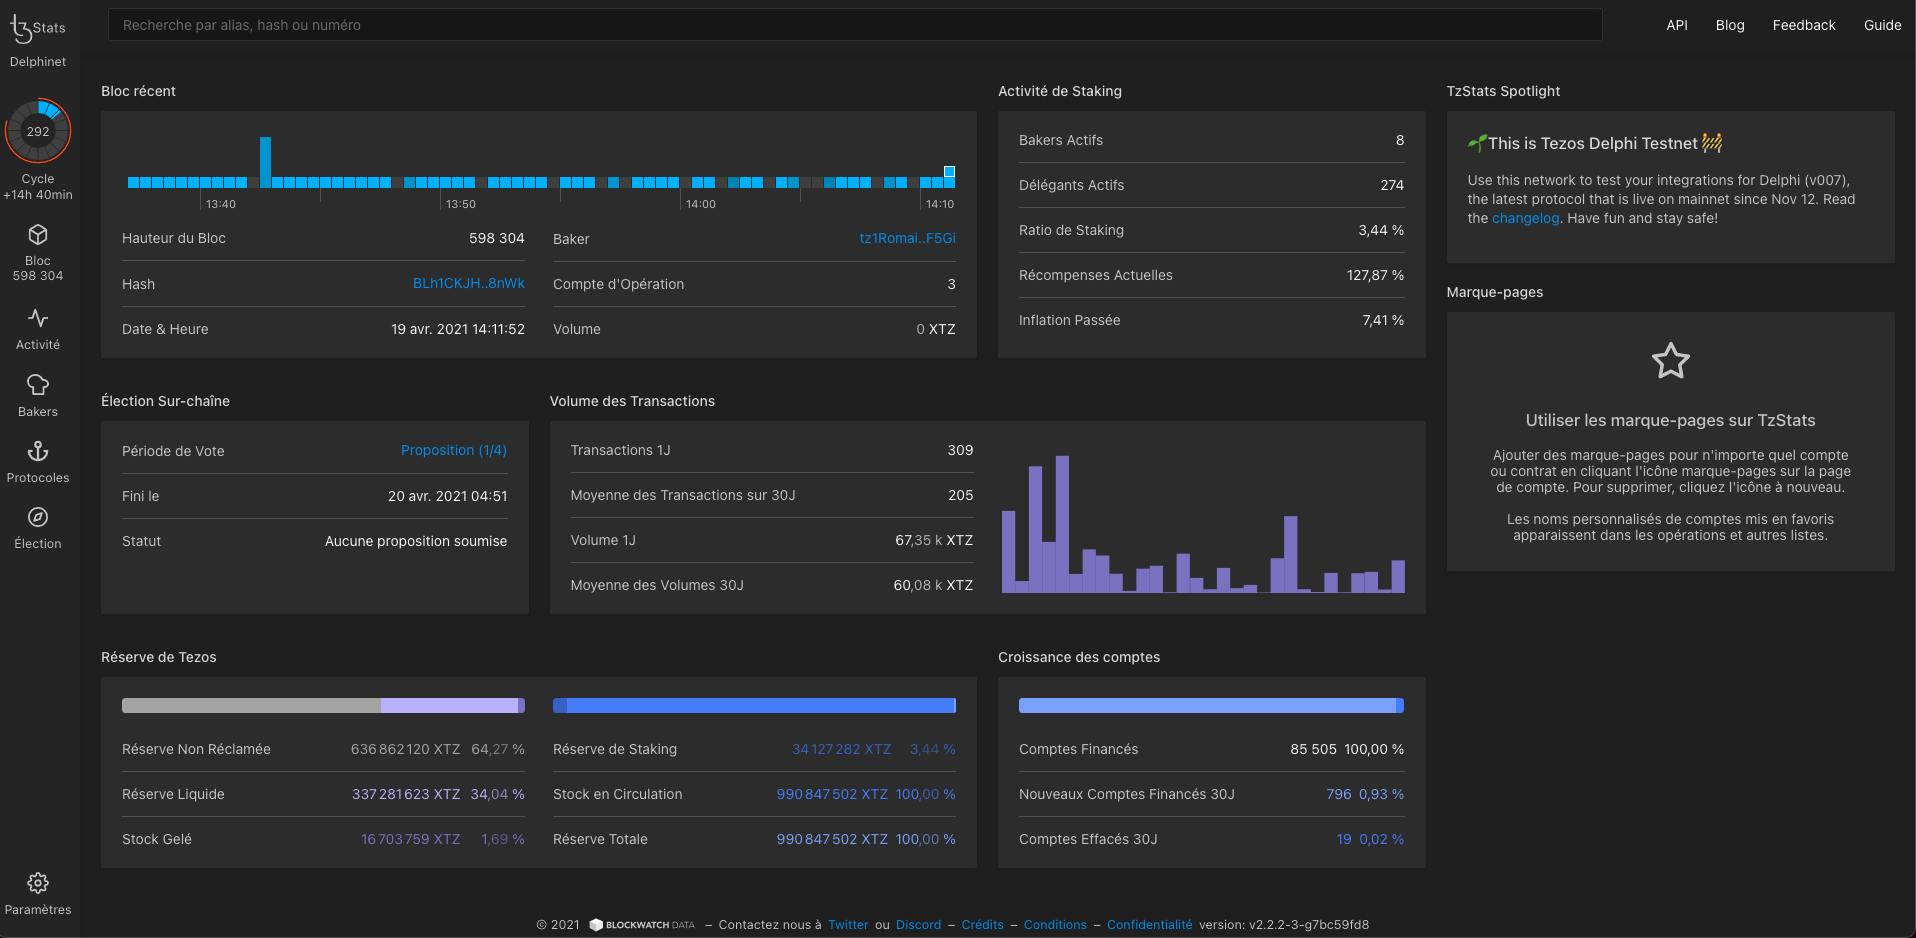 tzStats
Delphinet
292
Cycle
+14h 40min
Bloc
598 304
Activité
Bakers
Protocoles
Élection
Paramètres
Recherche par alias, hash ou numéro
API Blog Feedback Guide
Bloc récent
13:40 13:50 14:00 14:10
Hauteur du Bloc 598 304
Hash BLh1CKJH..8nWk
Date & Heure 19 avr. 2021 14:11:52
Baker tz1Romai..F5Gi
Compte d'Opération 3
Volume 0 XTZ
Activité de Staking
Bakers Actifs 8
Délégants Actifs 274
Ratio de Staking 3,44 %
Récompenses Actuelles 127,87 %
Inflation Passée 7,41 %
TzStats Spotlight
🌱This is Tezos Delphi Testnet🚧
Use this network to test your integrations for Delphi (v007),
the latest protocol that is live on mainnet since Nov 12. Read
the changelog. Have fun and stay safe!
Marque-pages
Utiliser les marque-pages sur TzStats
Ajouter des marque-pages pour n'importe quel compte
ou contrat en cliquant l'icône marque-pages sur la page
de compte. Pour supprimer, cliquez l'icône à nouveau.
Les noms personnalisés de comptes mis en favoris
apparaissent dans les opérations et autres listes.
Élection Sur-chaîne
Période de Vote Proposition (1/4)
Fini le 20 avr. 2021 04:51
Statut Aucune proposition soumise
Volume des Transactions
Transactions 1J 309
Moyenne des Transactions sur 30J 205
Volume 1J 67,35 k XTZ
Moyenne des Volumes 30J 60,08 k XTZ
Réserve de Tezos
Réserve Non Réclamée 636 862 120 XTZ 64,27 %
Réserve Liquide 337 281 623 XTZ 34,04 %
Stock Gelé 16 703 759 XTZ 1,69 %
Réserve de Staking 34 127 282 XTZ 3,44 %
Stock en Circulation 990 847 502 XTZ 100,00 %
Réserve Totale 990 847 502 XTZ 100,00 %
Croissance des comptes
Comptes Financés 85 505 100,00 %
Nouveaux Comptes Financés 30J 796 0,93 %
Comptes Effacés 30J 19 0,02 %
© 2021 BLOCKWATCH DATA – Contactez nous à Twitter ou Discord – Crédits – Conditions – Confidentialité version: v2.2.2-3-g7bc59fd8